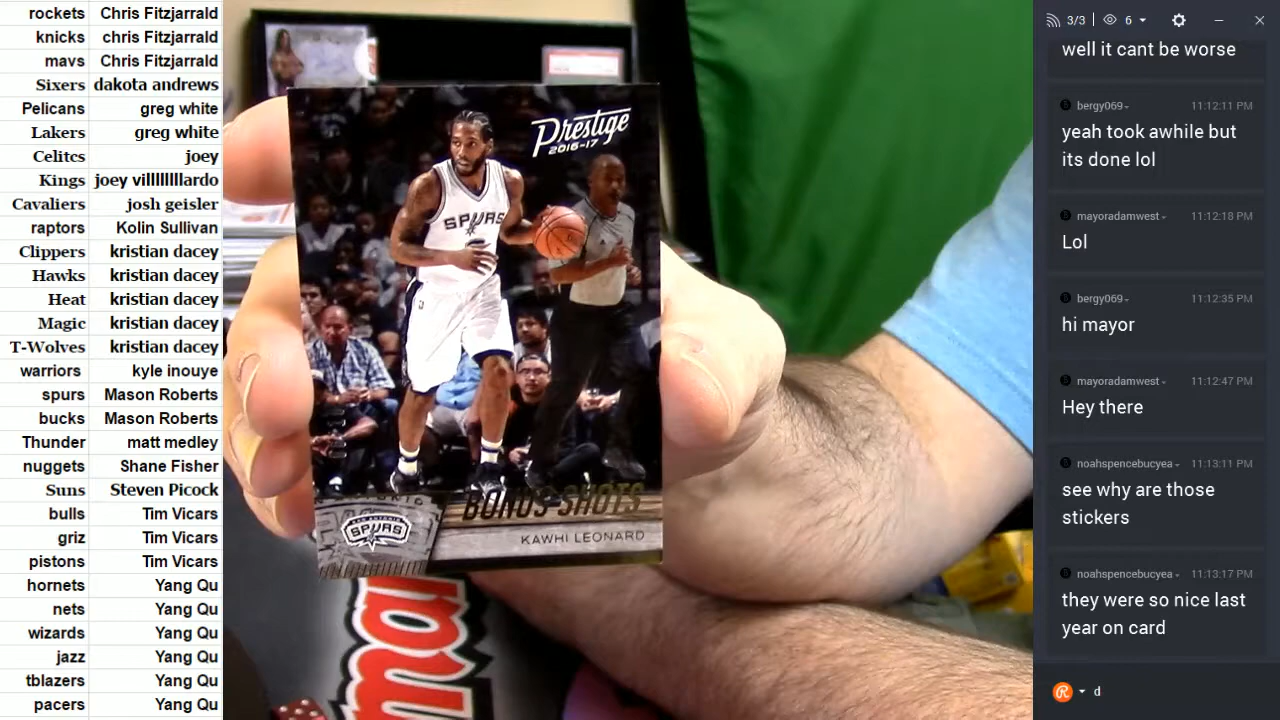 rockets Chris Fitzjarrald
knicks chris Fitzjarrald
mavs Chris Fitzjarrald
Sixers dakota andrews
Pelicans greg white
Lakers greg white
Celitcs joey
Kings joey villlllllllardo
Cavaliers josh geisler
raptors Kolin Sullivan
Clippers kristian dacey
Hawks kristian dacey
Heat kristian dacey
Magic kristian dacey
T-Wolves kristian dacey
warriors kyle inouye
spurs Mason Roberts
bucks Mason Roberts
Thunder matt medley
nuggets Shane Fisher
Suns Steven Picock
bulls Tim Vicars
griz Tim Vicars
pistons Tim Vicars
hornets Yang Qu
nets Yang Qu
wizards Yang Qu
jazz Yang Qu
tblazers Yang Qu
pacers Yang Qu
Prestige
2016-17
SPURS
BONUS SHOTS
SAN ANTONIO
SPURS
KAWHI LEONARD
3/3 6
well it cant be worse
bergy069 11:12:11 PM
yeah took awhile but
its done lol
mayoradamwest 11:12:18 PM
Lol
bergy069 11:12:35 PM
hi mayor
mayoradamwest 11:12:47 PM
Hey there
noahspencebucyea 11:13:11 PM
see why are those
stickers
noahspencebucyea 11:13:17 PM
they were so nice last
year on card
d